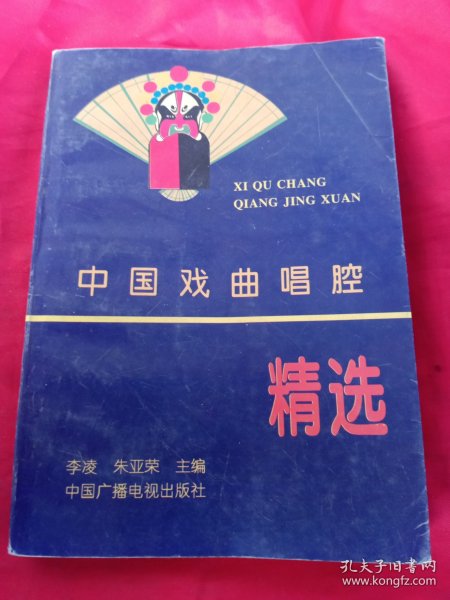 XI QU CHANG
QIANG JING XUAN
中国戏曲唱腔
精选
李凌 朱亚荣 主编
中国广播电视出版社
孔夫子旧书网
www.kongfz.com